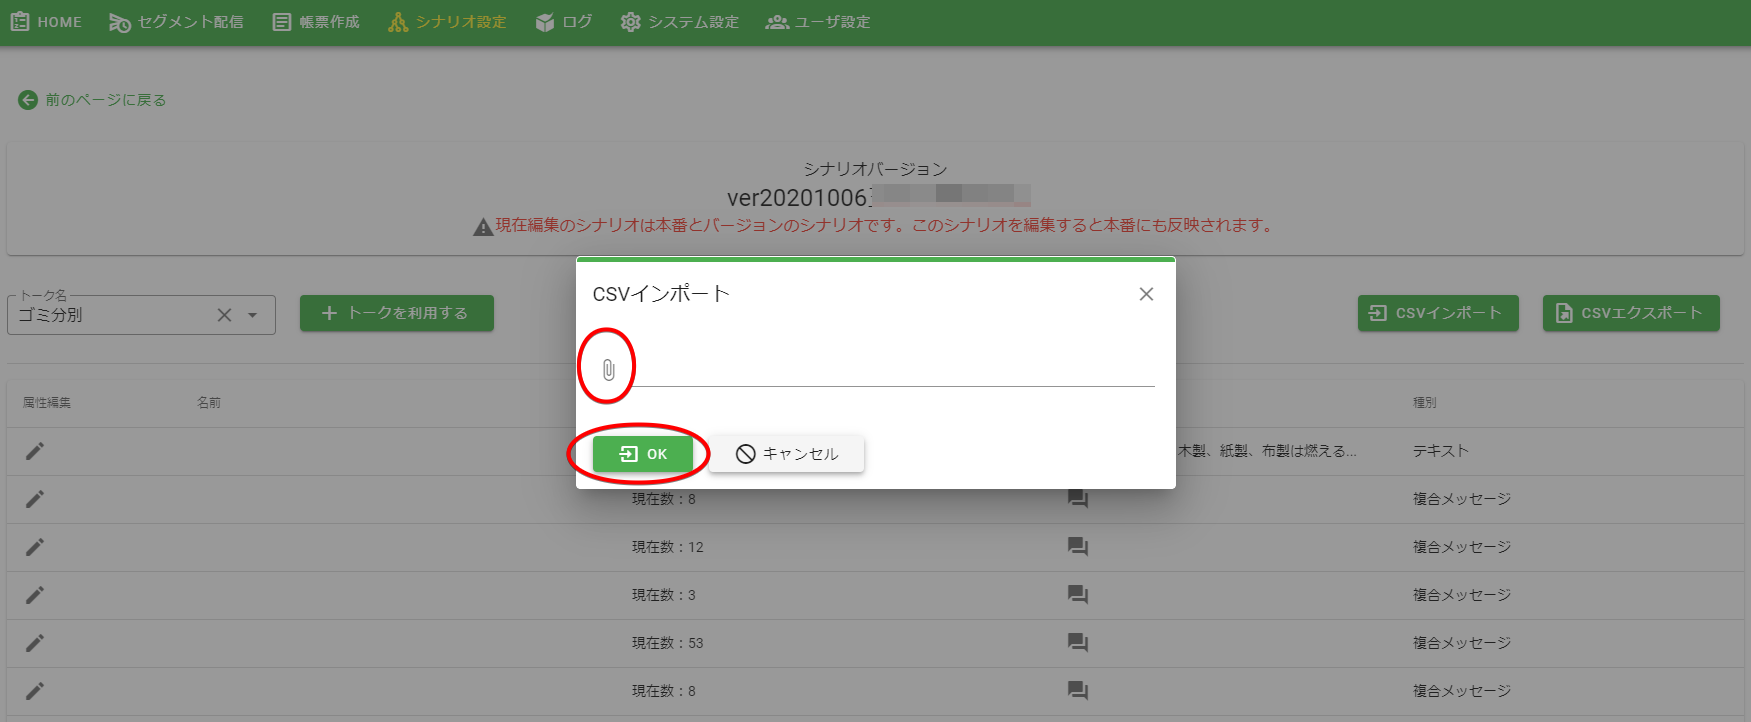 HOME セグメント配信 帳票作成 シナリオ設定 ログ システム設定 ユーザ設定
前のページに戻る
シナリオバージョン
ver20201006
現在編集のシナリオは本番とバージョンのシナリオです。このシナリオを編集すると本番にも反映されます。
トーク名
ゴミ分別
トークを利用する
CSVインポート
CSVエクスポート
CSVインポート
OK
キャンセル
属性編集 名前 種別
木製、紙製、布製は燃える... テキスト
現在数：8 複合メッセージ
現在数：12 複合メッセージ
現在数：3 複合メッセージ
現在数：53 複合メッセージ
現在数：8 複合メッセージ